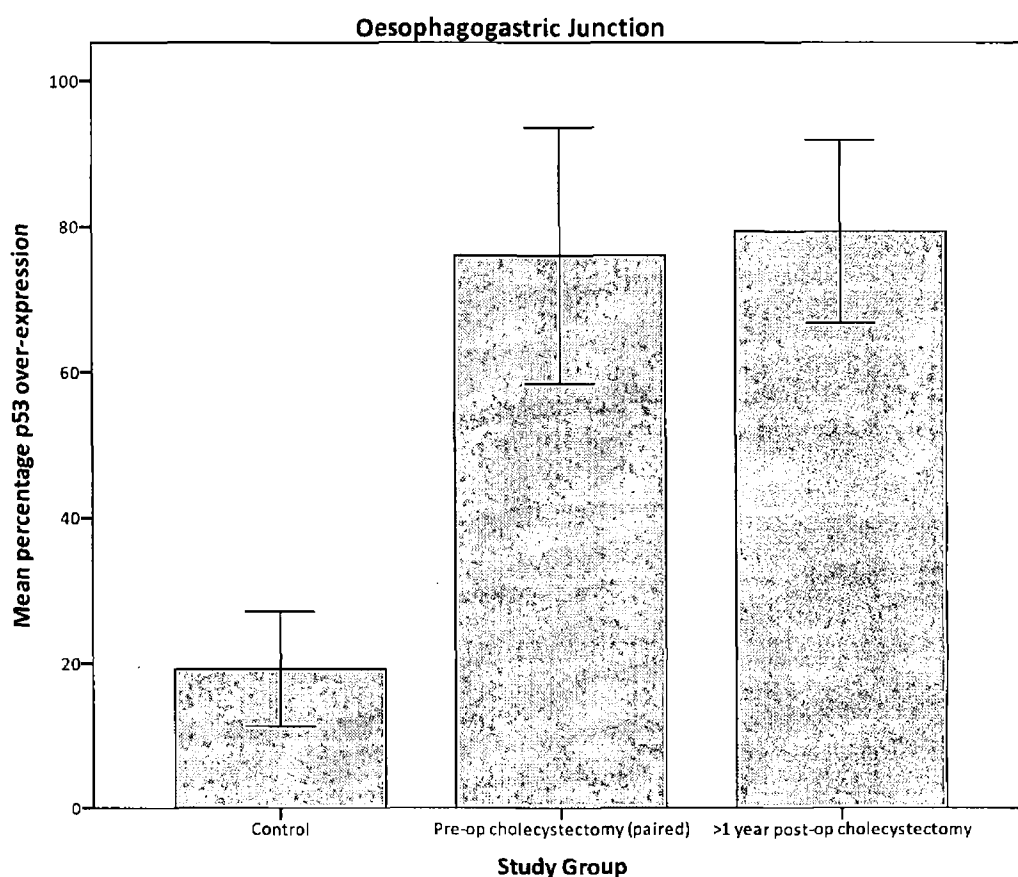 Oesophagogastric Junction
100
80
60
40
20
0
Mean percentage p53 over-expression
Control
Pre-op cholecystectomy (paired)
>1 year post-op cholecystectomy
Study Group